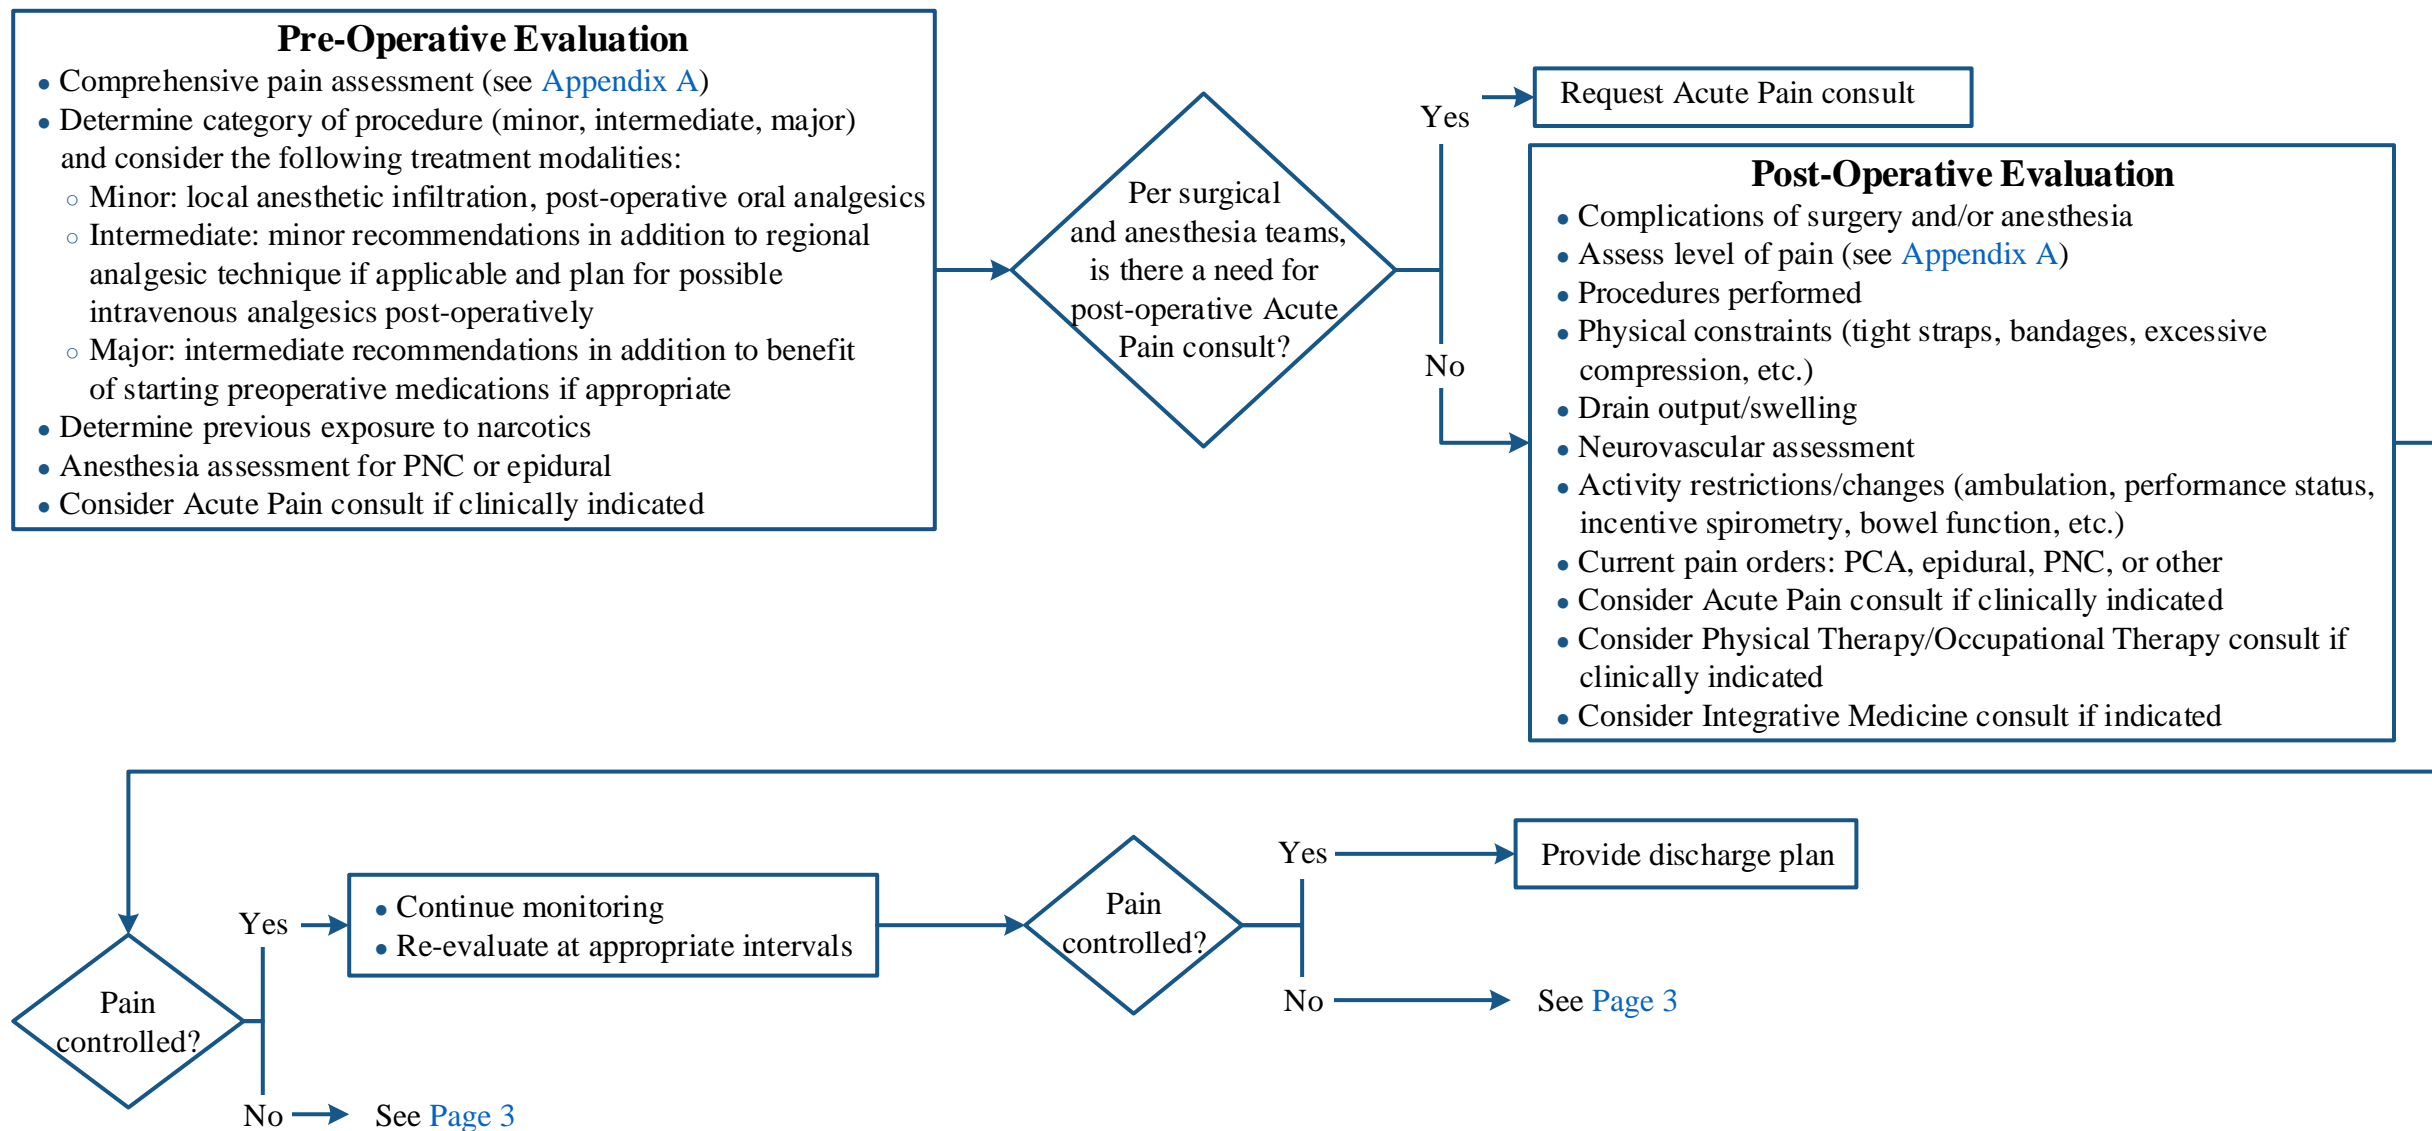 Pre-Operative Evaluation
● Comprehensive pain assessment (see Appendix A)
● Determine category of procedure (minor, intermediate, major)
and consider the following treatment modalities:
○ Minor: local anesthetic infiltration, post-operative oral analgesics
○ Intermediate: minor recommendations in addition to regional
analgesic technique if applicable and plan for possible
intravenous analgesics post-operatively
○ Major: intermediate recommendations in addition to benefit
of starting preoperative medications if appropriate
● Determine previous exposure to narcotics
● Anesthesia assessment for PNC or epidural
● Consider Acute Pain consult if clinically indicated
Per surgical
and anesthesia teams,
is there a need for
post-operative Acute
Pain consult?
Yes
Request Acute Pain consult
No
Post-Operative Evaluation
● Complications of surgery and/or anesthesia
● Assess level of pain (see Appendix A)
● Procedures performed
● Physical constraints (tight straps, bandages, excessive
compression, etc.)
● Drain output/swelling
● Neurovascular assessment
● Activity restrictions/changes (ambulation, performance status,
incentive spirometry, bowel function, etc.)
● Current pain orders: PCA, epidural, PNC, or other
● Consider Acute Pain consult if clinically indicated
● Consider Physical Therapy/Occupational Therapy consult if
clinically indicated
● Consider Integrative Medicine consult if indicated
Pain
controlled?
Yes
● Continue monitoring
● Re-evaluate at appropriate intervals
No
See Page 3
Pain
controlled?
Yes
Provide discharge plan
No
See Page 3